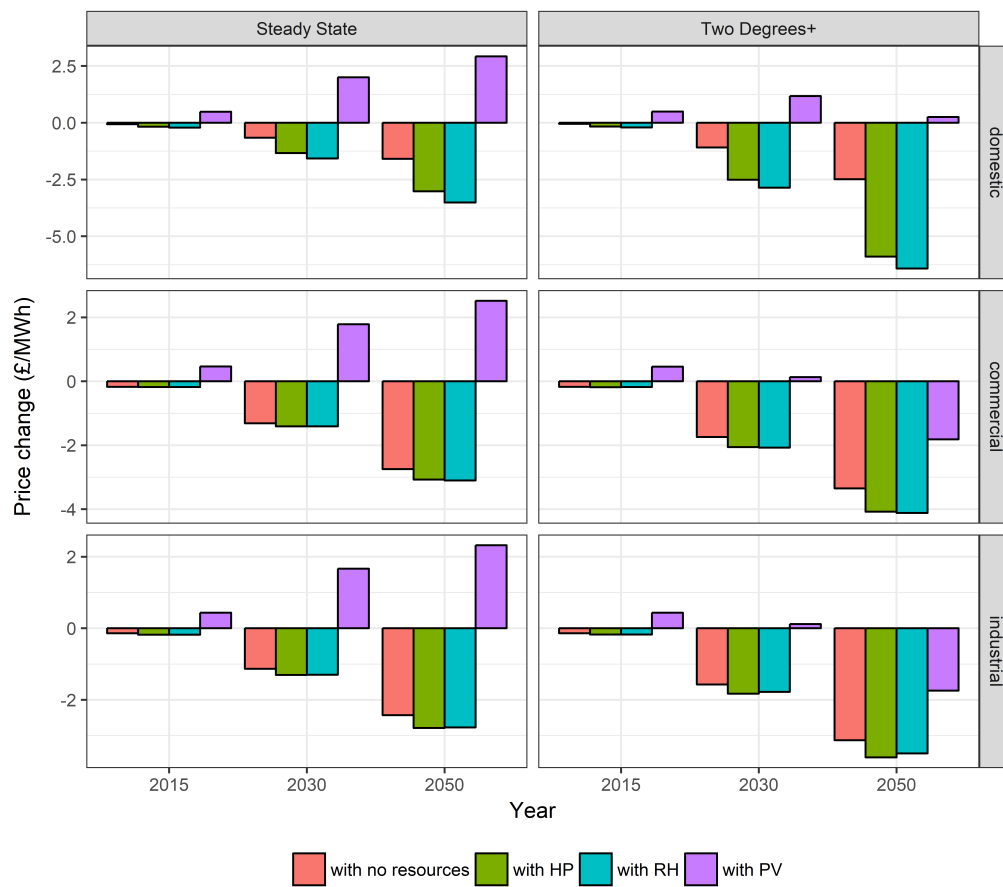 Steady State
Two Degrees+
2.5
0.0
-2.5
-5.0
domestic
2
0
-2
-4
commercial
2
0
-2
industrial
Price change (£/MWh)
2015
2030
2050
2015
2030
2050
Year
with no resources
with HP
with RH
with PV